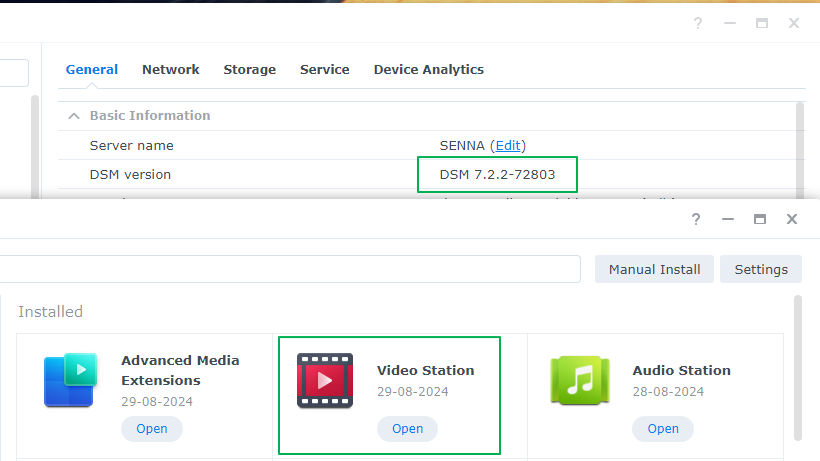 General Network Storage Service Device Analytics
Basic Information
Server name SENNA (Edit)
DSM version DSM 7.2.2-72803
Manual Install Settings
Installed
Advanced Media Extensions
29-08-2024
Open
Video Station
29-08-2024
Open
Audio Station
28-08-2024
Open